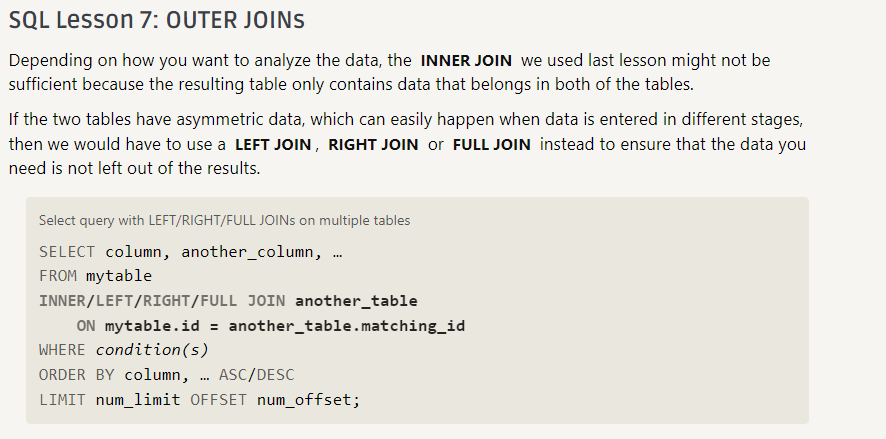 SQL Lesson 7: OUTER JOINs
Depending on how you want to analyze the data, the INNER JOIN we used last lesson might not be
sufficient because the resulting table only contains data that belongs in both of the tables.
If the two tables have asymmetric data, which can easily happen when data is entered in different stages,
then we would have to use a LEFT JOIN, RIGHT JOIN or FULL JOIN instead to ensure that the data you
need is not left out of the results.
Select query with LEFT/RIGHT/FULL JOINs on multiple tables
SELECT column, another_column, …
FROM mytable
INNER/LEFT/RIGHT/FULL JOIN another_table
    ON mytable.id = another_table.matching_id
WHERE condition(s)
ORDER BY column, … ASC/DESC
LIMIT num_limit OFFSET num_offset;